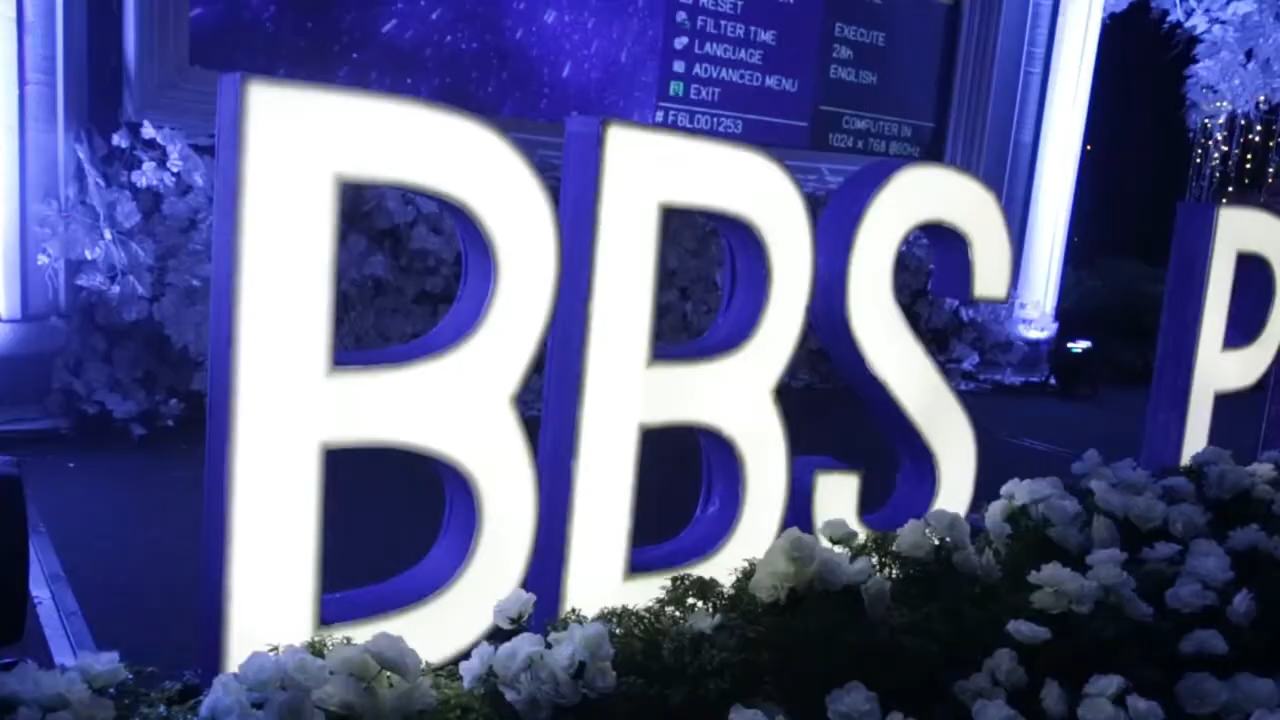 RESET
FILTER TIME
LANGUAGE
ADVANCED MENU
EXIT
# F6L001253
EXECUTE
28h
ENGLISH
COMPUTER IN
1024 x 768 @60Hz
BBS P